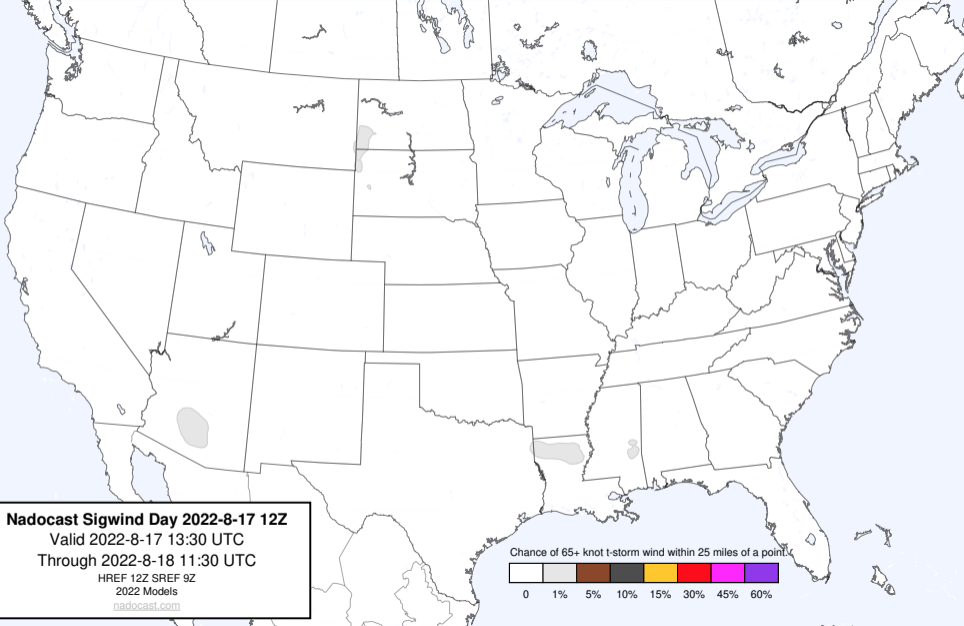 Nadocast Sigwind Day 2022-8-17 12Z
Valid 2022-8-17 13:30 UTC
Through 2022-8-18 11:30 UTC
HREF 12Z SREF 9Z
2022 Models
nadocast.com
Chance of 65+ knot t-storm wind within 25 miles of a point.
0 1% 5% 10% 15% 30% 45% 60%